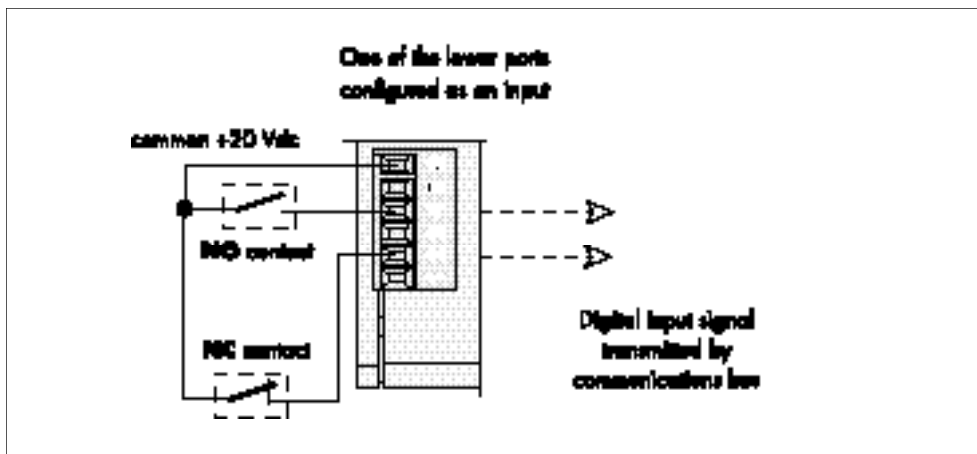 One of the lower ports
configured as an input
common +20 Vdc
NO contact
NC contact
Digital input signal
transmitted by
communications bus